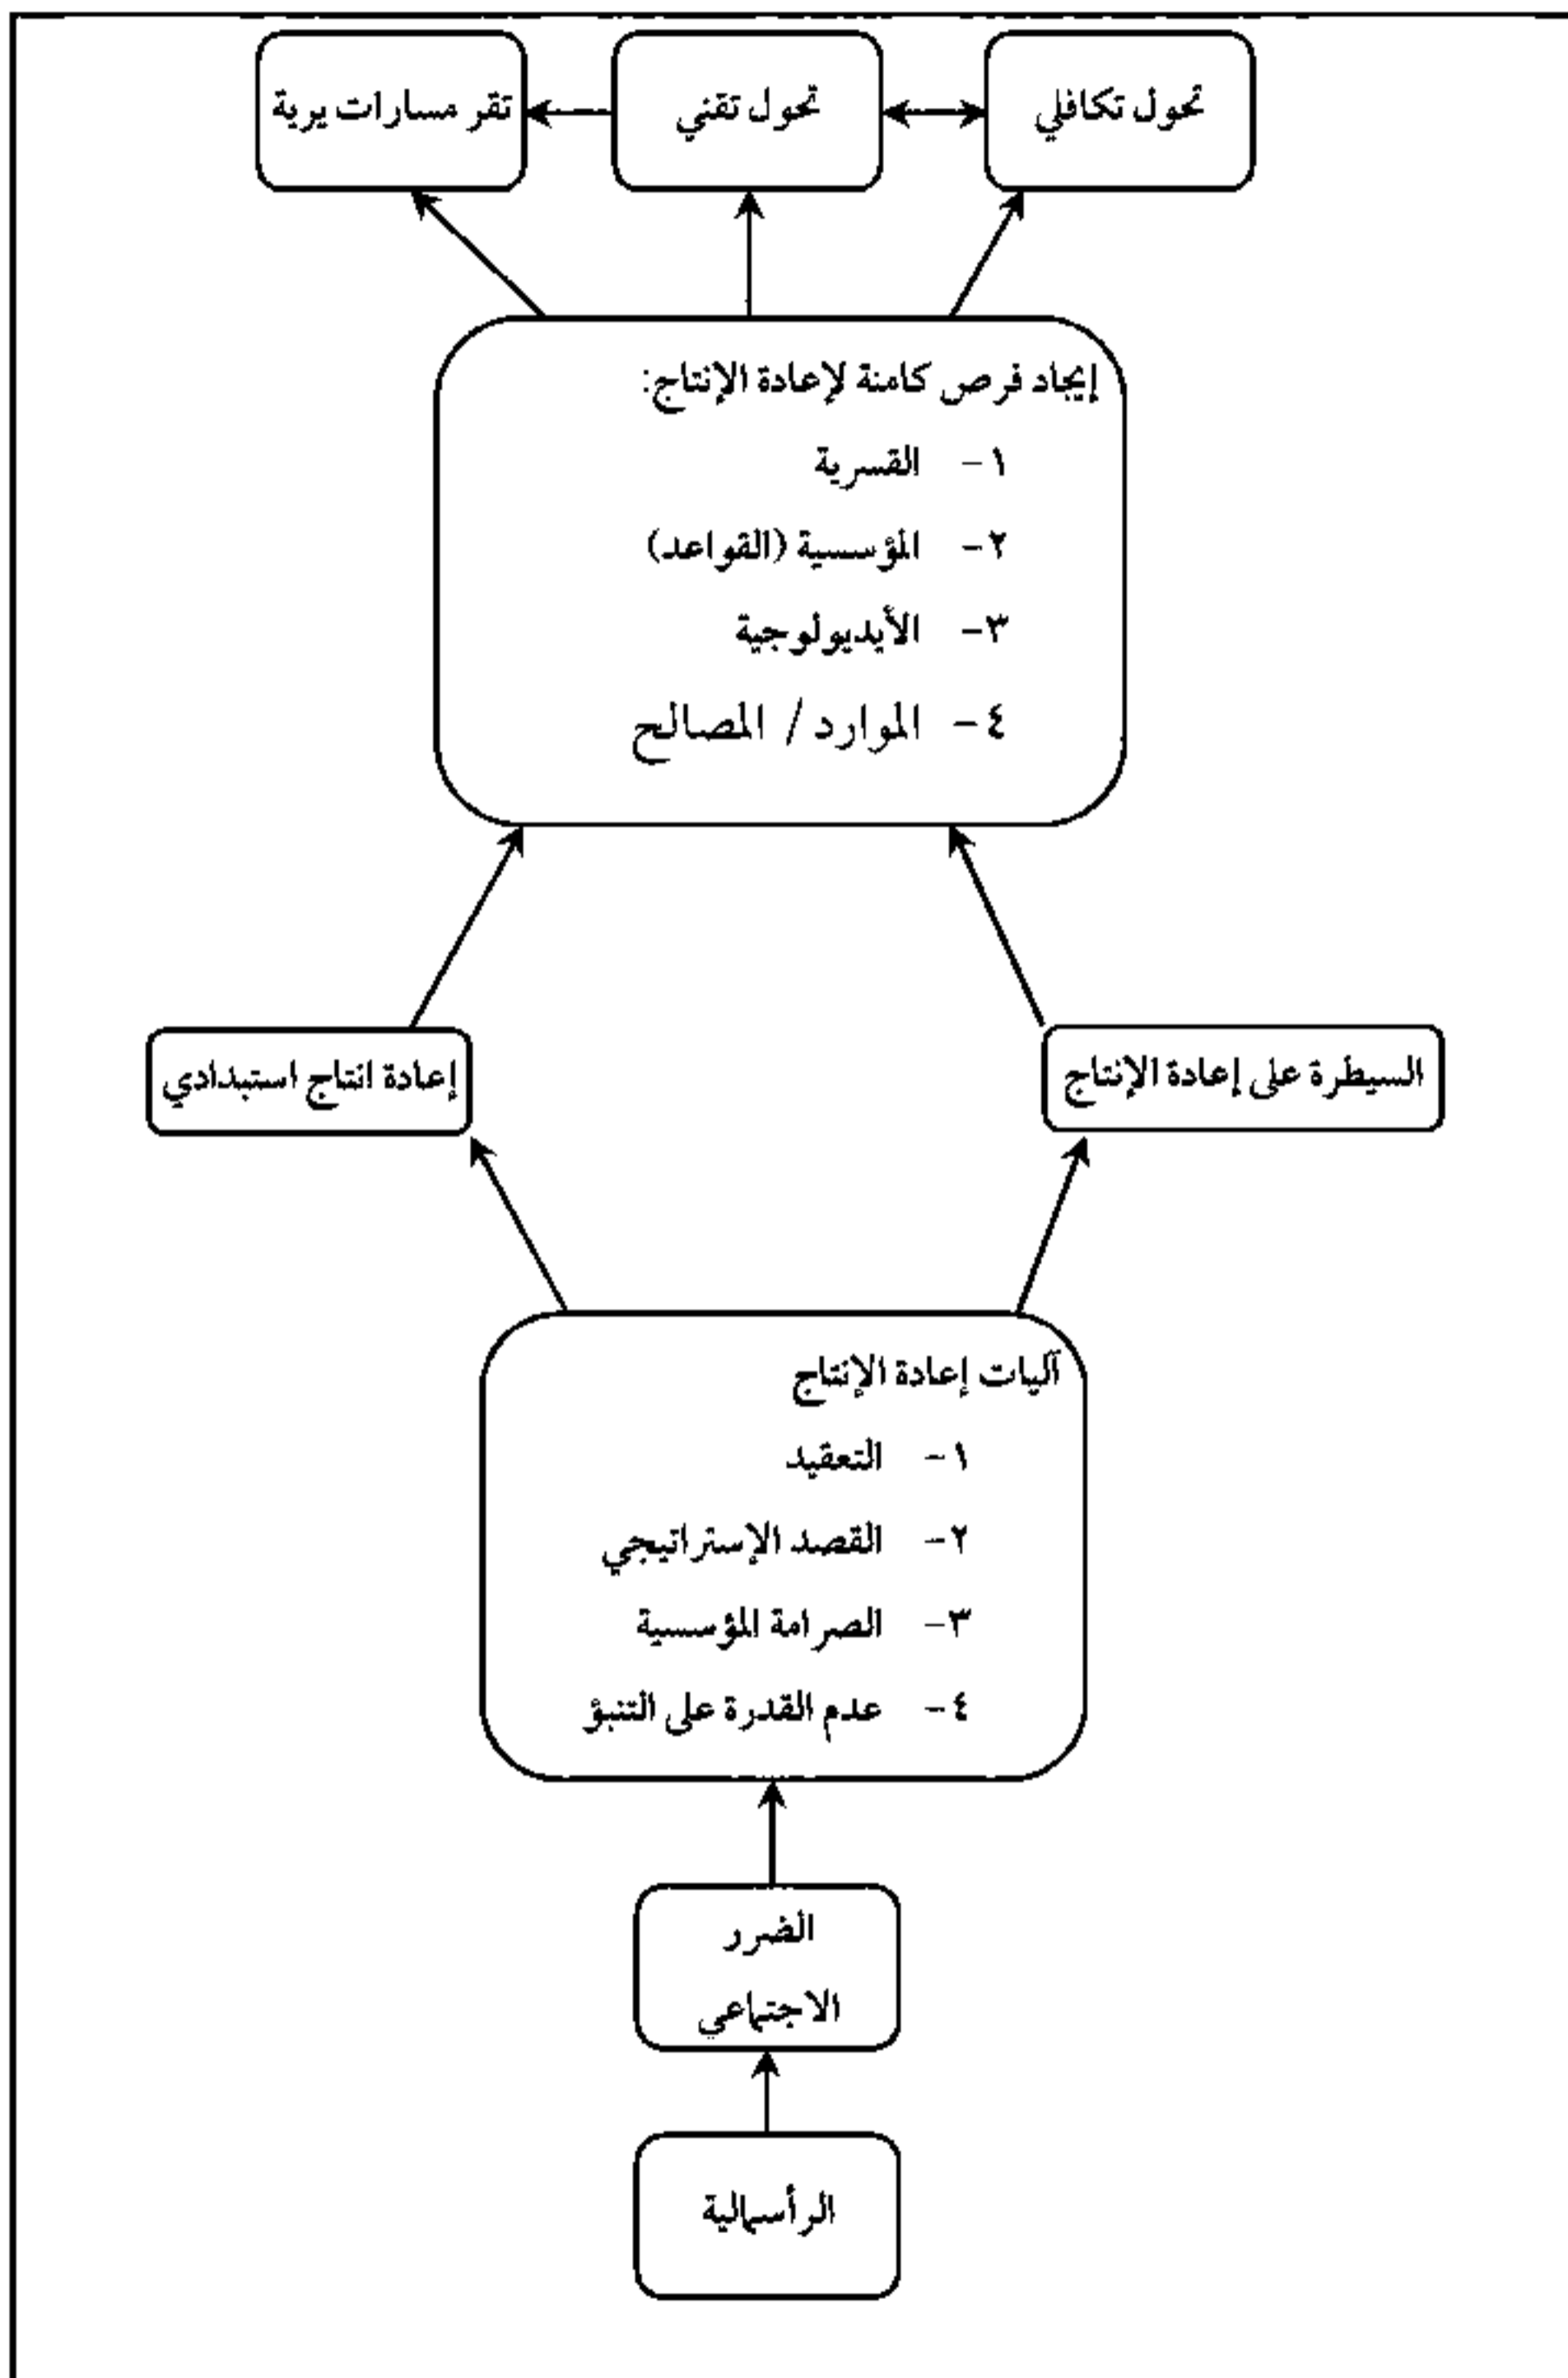 تحول تكافلي
تحول تقني
تقر مسارات يرية
إيجاد فرص كامنة لإعادة الإنتاج:
١- القسرية
٢- المؤسسية (القواعد)
٣- الأيديولوجية
٤- الموارد / المصالح
السيطرة على إعادة الإنتاج
إعادة انتاج استبدادي
آليات إعادة الإنتاج
١- التعقيد
٢- القصد الإستراتيجي
٣- الصرامة المؤسسية
٤- عدم القدرة على التنبؤ
الضرر
الاجتماعي
الرأسمالية